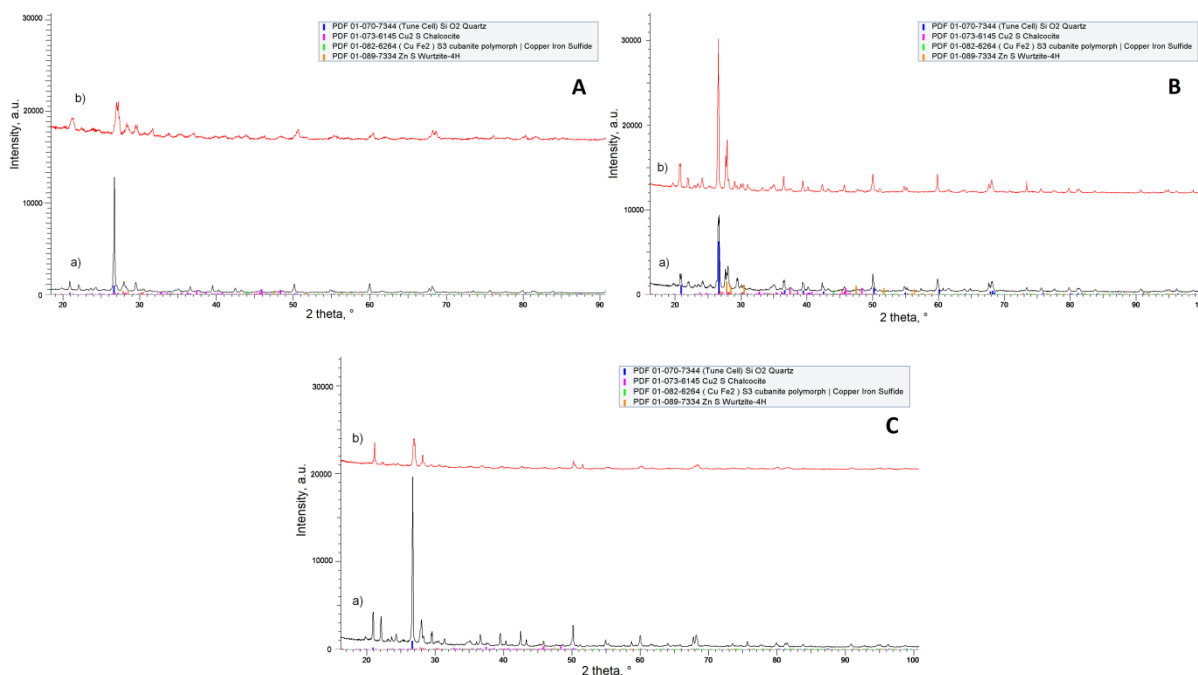 PDF 01-070-7344 (Tune Cell) Si O2 Quartz
PDF 01-073-6145 Cu2 S Chalcocite
PDF 01-082-6264 ( Cu Fe2 ) S3 cubanite polymorph | Copper Iron Sulfide
PDF 01-089-7334 Zn S Wurtzite-4H
A
30000
20000
10000
0
Intensity, a.u.
b)
a)
20 30 40 50 60 70 80 90
2 theta, °
PDF 01-070-7344 (Tune Cell) Si O2 Quartz
PDF 01-073-6145 Cu2 S Chalcocite
PDF 01-082-6264 ( Cu Fe2 ) S3 cubanite polymorph | Copper Iron Sulfide
PDF 01-089-7334 Zn S Wurtzite-4H
B
30000
20000
10000
0
Intensity, a.u.
b)
a)
20 30 40 50 60 70 80 90 100
2 theta, °
PDF 01-070-7344 (Tune Cell) Si O2 Quartz
PDF 01-073-6145 Cu2 S Chalcocite
PDF 01-082-6264 ( Cu Fe2 ) S3 cubanite polymorph | Copper Iron Sulfide
PDF 01-089-7334 Zn S Wurtzite-4H
C
30000
20000
10000
0
Intensity, a.u.
b)
a)
20 30 40 50 60 70 80 90 100
2 theta, °